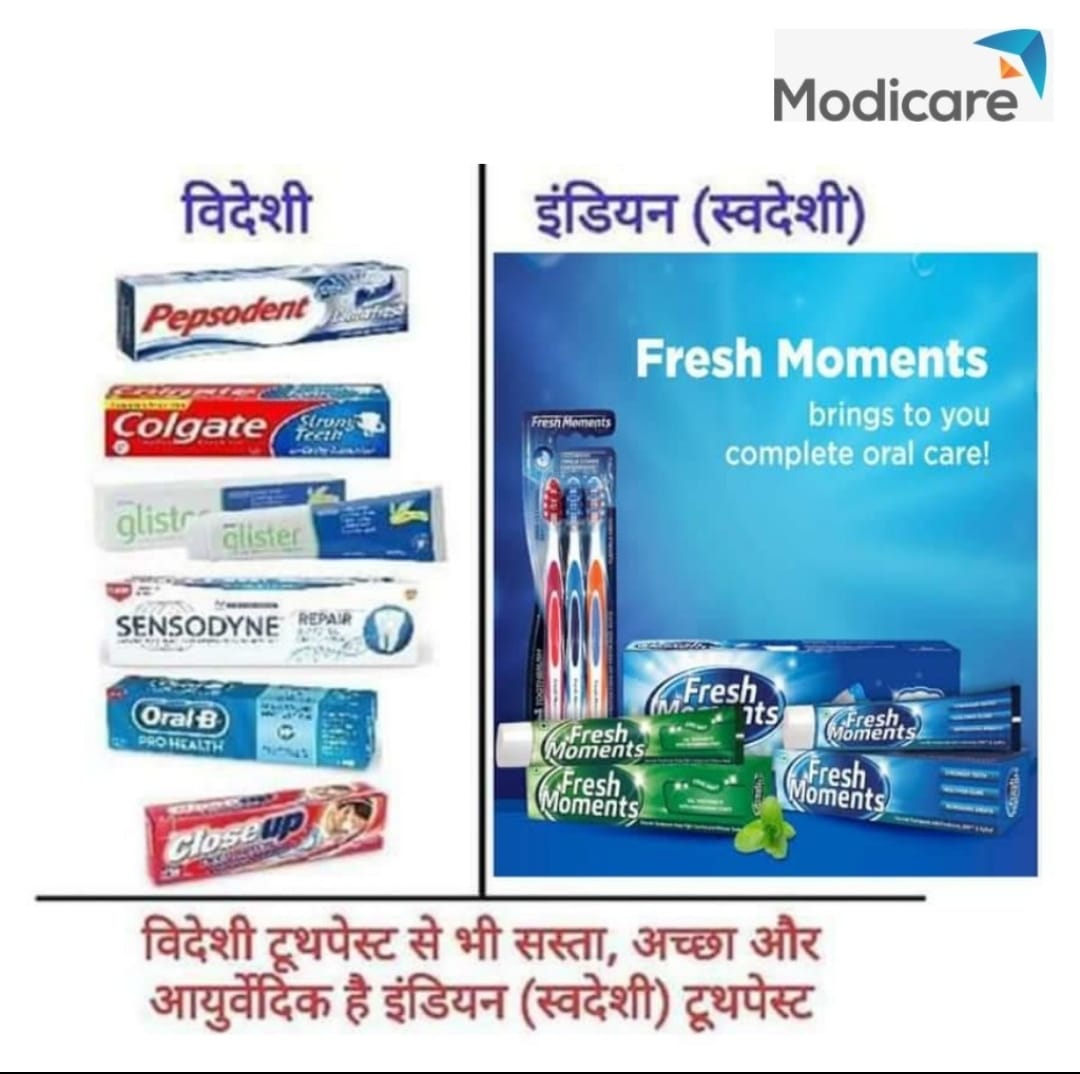 Modicare
विदेशी
इंडियन (स्वदेशी)
Pepsodent
Colgate
Strong
Teeth
glister
glister
SENSODYNE
REPAIR
Oral-B
PRO HEALTH
Closeup
Fresh Moments
brings to you
complete oral care!
Fresh Moments
Fresh
Moments
Fresh
Moments
Fresh
Moments
Fresh
Moments
Fresh
Moments
विदेशी टूथपेस्ट से भी सस्ता, अच्छा और
आयुर्वेदिक है इंडियन (स्वदेशी) टूथपेस्ट